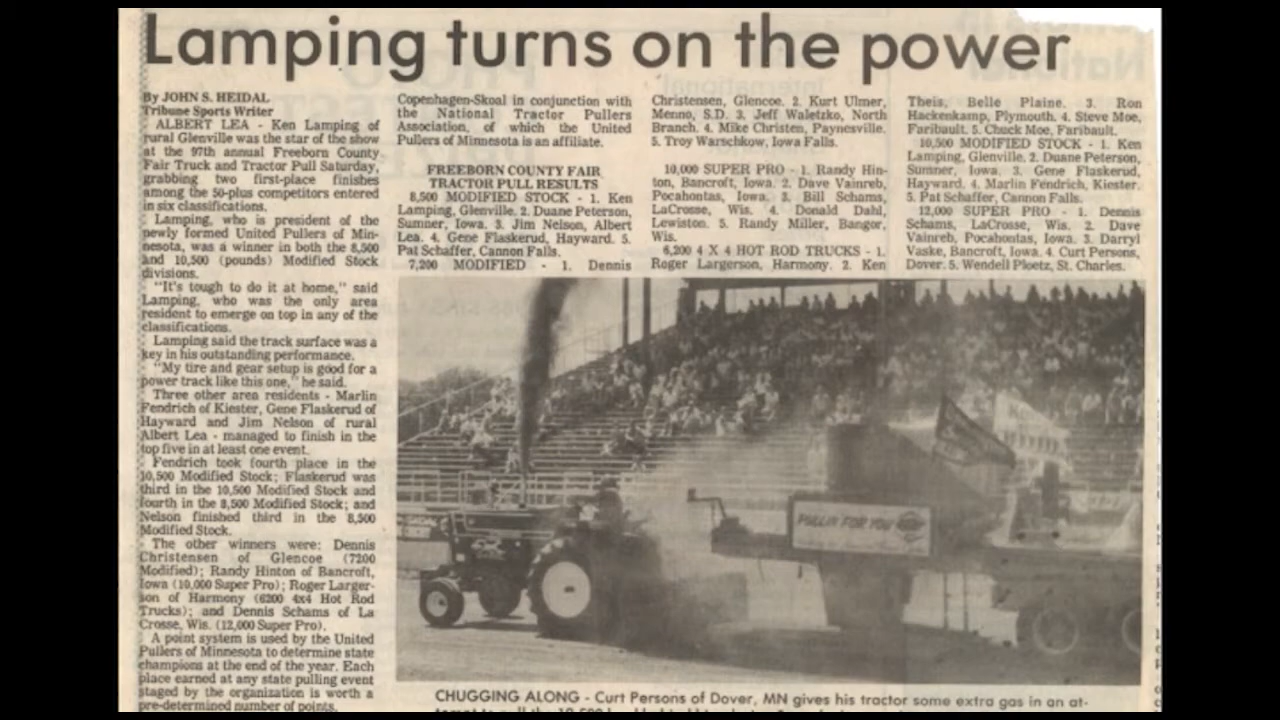 Lamping turns on the power
By JOHN S. HEIDAL
Tribune Sports Writer
ALBERT LEA - Ken Lamping of
rural Glenville was the star of the show
at the 97th annual Freeborn County
Fair Truck and Tractor Pull Saturday,
grabbing two first-place finishes
among the 50-plus competitors entered
in six classifications.
Lamping, who is president of the
newly formed United Pullers of Min-
nesota, was a winner in both the 8,500
and 10,500 (pounds) Modified Stock
divisions.
"It's tough to do it at home," said
Lamping, who was the only area
resident to emerge on top in any of the
classifications.
Lamping said the track surface was a
key in his outstanding performance.
"My tire and gear setup is good for a
power track like this one," he said.
Three other area residents - Marlin
Fendrich of Kiester, Gene Flaskerud of
Hayward and Jim Nelson of rural
Albert Lea - managed to finish in the
top five in at least one event.
Fendrich took fourth place in the
10,500 Modified Stock; Flaskerud was
third in the 10,500 Modified Stock and
fourth in the 8,500 Modified Stock; and
Nelson finished third in the 8,500
Modified Stock.
The other winners were: Dennis
Christensen of Glencoe (7200
Modified); Randy Hinton of Bancroft,
Iowa (10,000 Super Pro); Roger Larger-
son of Harmony (6200 4x4 Hot Rod
Trucks); and Dennis Schams of La
Crosse, Wis. (12,000 Super Pro).
A point system is used by the United
Pullers of Minnesota to determine state
champions at the end of the year. Each
place earned at any state pulling event
staged by the organization is worth a
pre-determined number of points.
Copenhagen-Skoal in conjunction with
the National Tractor Pullers
Association, of which the United
Pullers of Minnesota is an affiliate.
FREEBORN COUNTY FAIR
TRACTOR PULL RESULTS
8,500 MODIFIED STOCK - 1. Ken
Lamping, Glenville. 2. Duane Peterson,
Sumner, Iowa. 3. Jim Nelson, Albert
Lea. 4. Gene Flaskerud, Hayward. 5.
Pat Schaffer, Cannon Falls.
7,200 MODIFIED - 1. Dennis
Christensen, Glencoe. 2. Kurt Ulmer,
Menno, S.D. 3. Jeff Waletzko, North
Branch. 4. Mike Christen, Paynesville.
5. Troy Warschkow, Iowa Falls.
10,000 SUPER PRO - 1. Randy Hin-
ton, Bancroft, Iowa. 2. Dave Vainreb,
Pocahontas, Iowa. 3. Bill Schams,
LaCrosse, Wis. 4. Donald Dahl,
Lewiston. 5. Randy Miller, Bangor,
Wis.
6,200 4 X 4 HOT ROD TRUCKS - 1.
Roger Largerson, Harmony. 2. Ken
Theis, Belle Plaine. 3. Ron
Hackenkamp, Plymouth. 4. Steve Moe,
Faribault. 5. Chuck Moe, Faribault.
10,500 MODIFIED STOCK - 1. Ken
Lamping, Glenville. 2. Duane Peterson,
Sumner, Iowa. 3. Gene Flaskerud,
Hayward. 4. Marlin Fendrich, Kiester.
5. Pat Schaffer, Cannon Falls.
12,000 SUPER PRO - 1. Dennis
Schams, LaCrosse, Wis. 2. Dave
Vainreb, Pocahontas, Iowa. 3. Darryl
Vaske, Bancroft, Iowa. 4. Curt Persons,
Dover. 5. Wendell Ploetz, St. Charles.
PULLIN FOR YOU
CHUGGING ALONG - Curt Persons of Dover, MN gives his tractor some extra gas in an at-